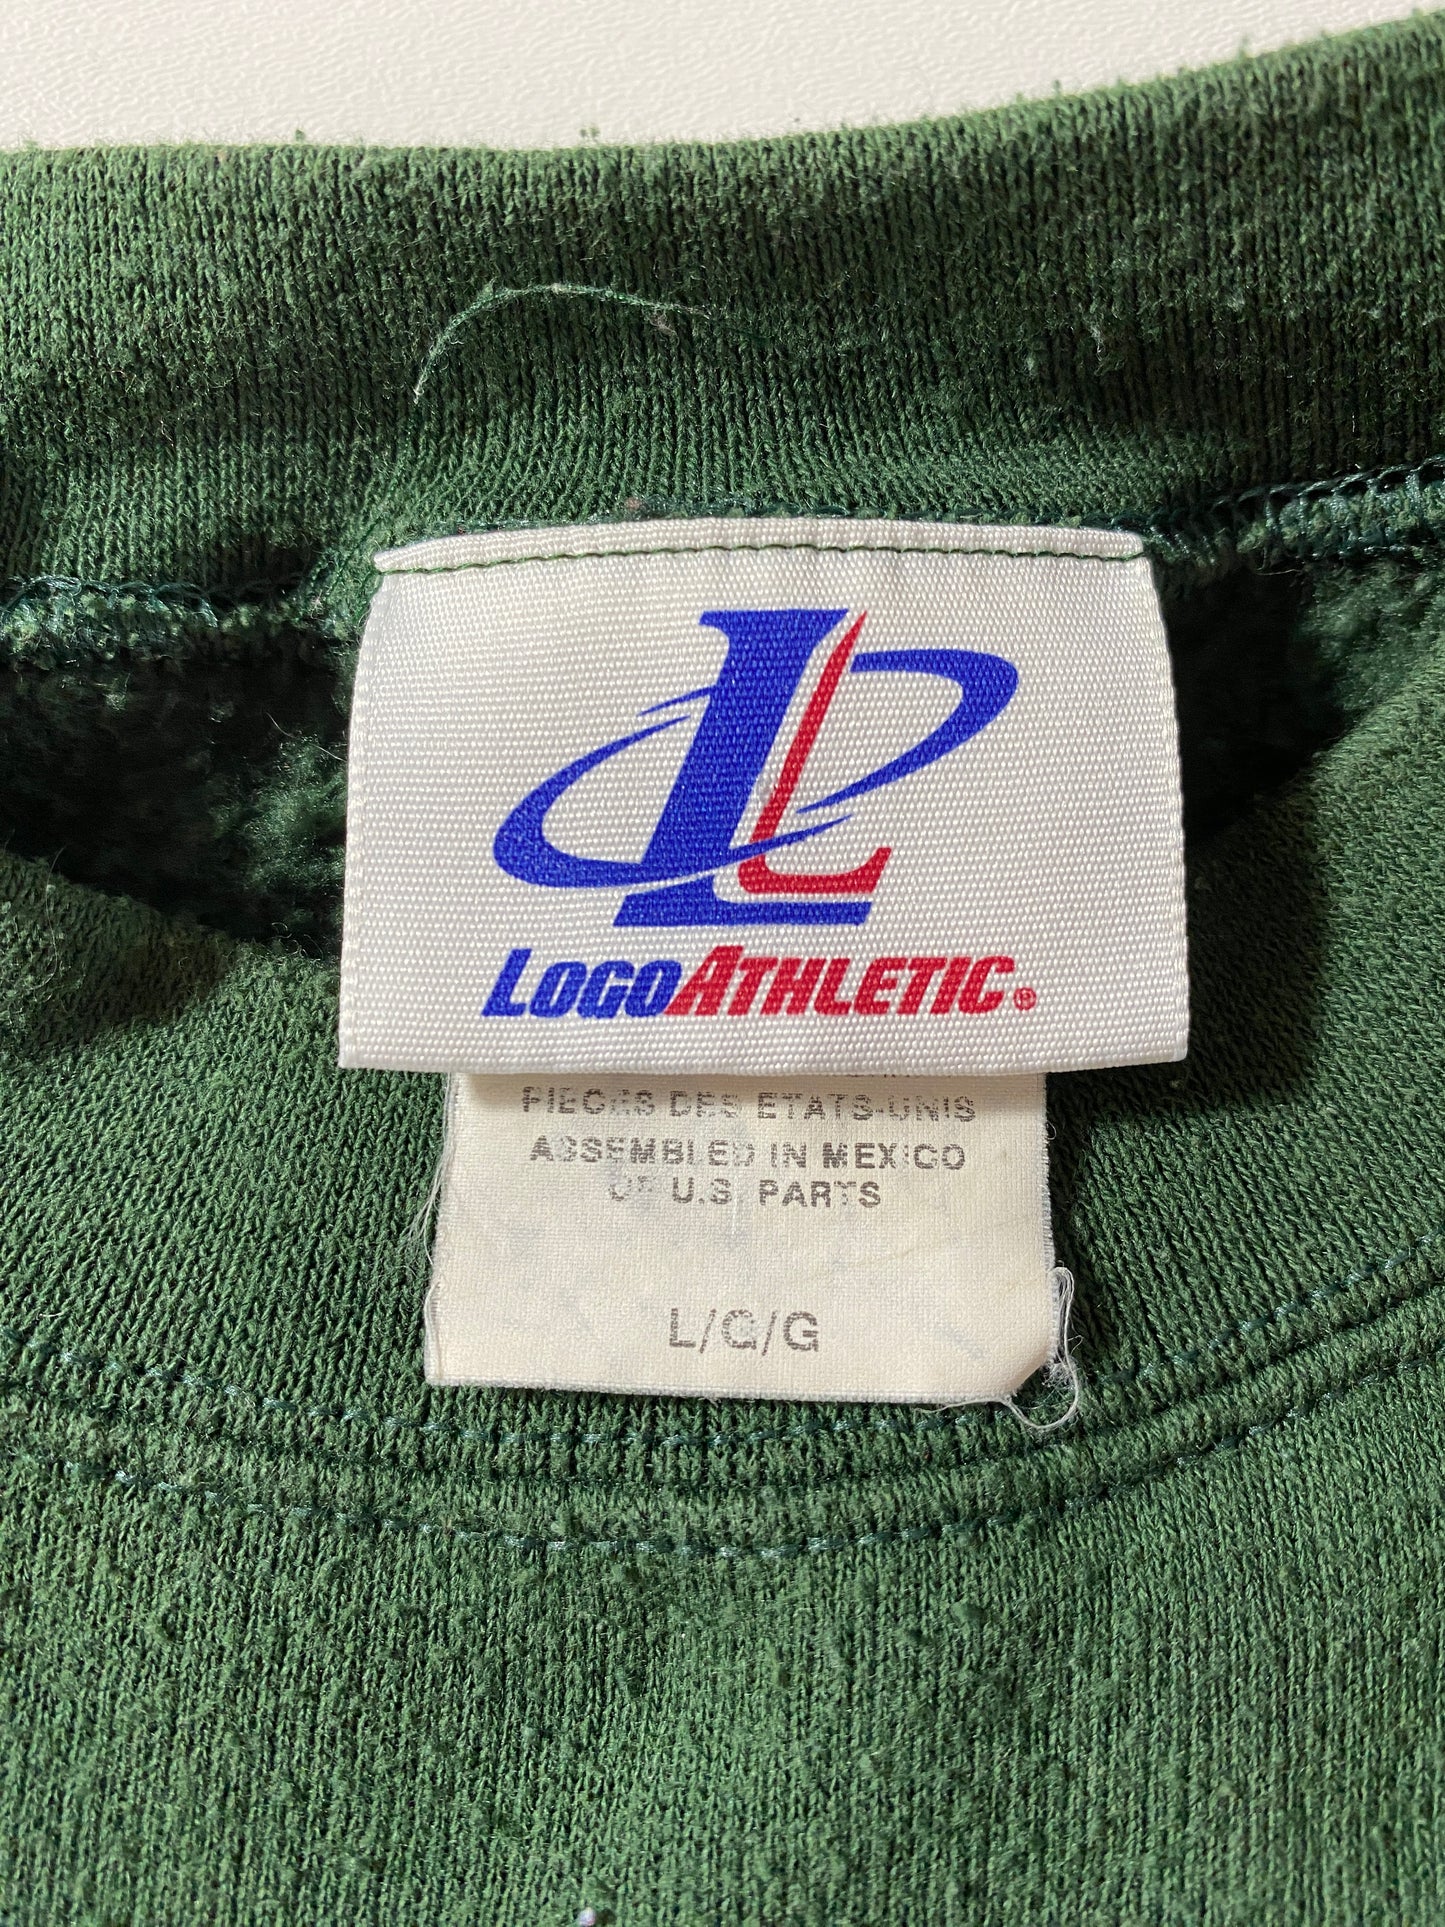 LOGOATHLETIC®
PIECES DES ETATS-UNIS
ASSEMBLED IN MEXICO
OF U.S. PARTS
L/G/G